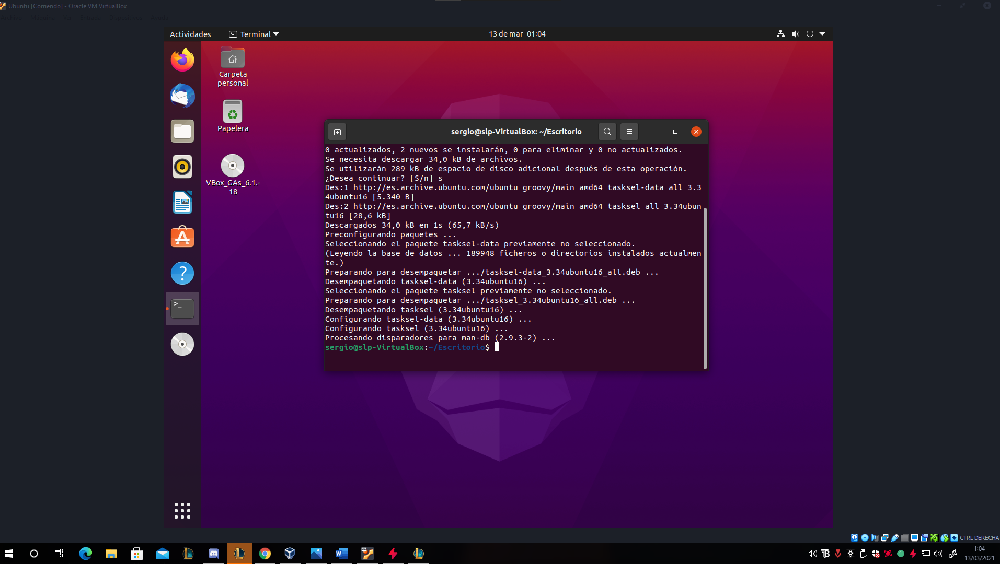 Ubuntu [Corriendo] - Oracle VM VirtualBox
Archivo Máquina Ver Entrada Dispositivos Ayuda
Actividades
Terminal
13 de mar 01:04
Carpeta
personal
Papelera
VBox_GAs_6.1.-
18
sergio@slp-VirtualBox: ~/Escritorio
0 actualizados, 2 nuevos se instalarán, 0 para eliminar y 0 no actualizados.
Se necesita descargar 34,0 kB de archivos.
Se utilizarán 289 kB de espacio de disco adicional después de esta operación.
¿Desea continuar? [S/n] s
Des:1 http://es.archive.ubuntu.com/ubuntu groovy/main amd64 tasksel-data all 3.3
4ubuntu16 [5.340 B]
Des:2 http://es.archive.ubuntu.com/ubuntu groovy/main amd64 tasksel all 3.34ubun
tu16 [28,6 kB]
Descargados 34,0 kB en 1s (65,7 kB/s)
Preconfigurando paquetes ...
Seleccionando el paquete tasksel-data previamente no seleccionado.
(Leyendo la base de datos ... 189948 ficheros o directorios instalados actualmen
te.)
Preparando para desempaquetar .../tasksel-data_3.34ubuntu16_all.deb ...
Desempaquetando tasksel-data (3.34ubuntu16) ...
Seleccionando el paquete tasksel previamente no seleccionado.
Preparando para desempaquetar .../tasksel_3.34ubuntu16_all.deb ...
Desempaquetando tasksel (3.34ubuntu16) ...
Configurando tasksel-data (3.34ubuntu16) ...
Configurando tasksel (3.34ubuntu16) ...
Procesando disparadores para man-db (2.9.3-2) ...
sergio@slp-VirtualBox:~/Escritorio$
CTRL DERECHA
1:04
13/03/2021